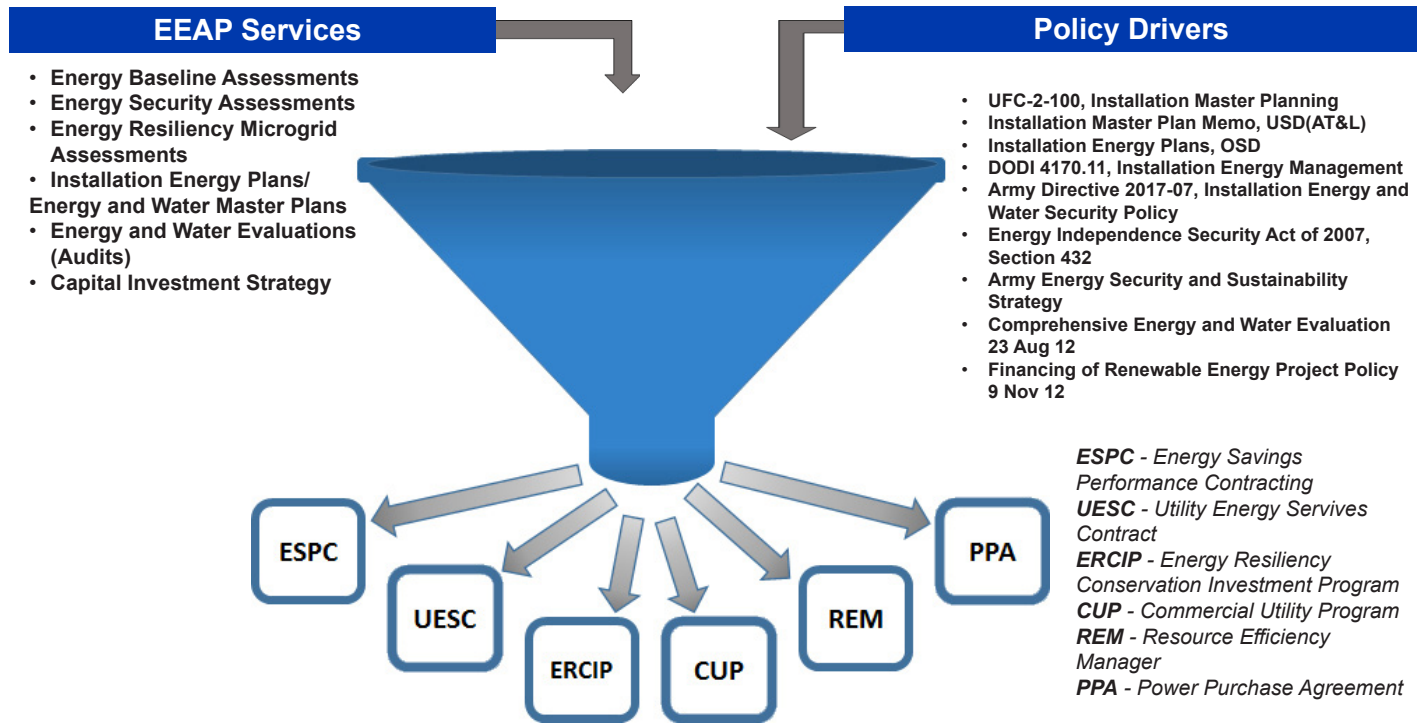 EEAP Services
• Energy Baseline Assessments
• Energy Security Assessments
• Energy Resiliency Microgrid
Assessments
• Installation Energy Plans/
Energy and Water Master Plans
• Energy and Water Evaluations
(Audits)
• Capital Investment Strategy
Policy Drivers
• UFC-2-100, Installation Master Planning
• Installation Master Plan Memo, USD(AT&L)
• Installation Energy Plans, OSD
• DODI 4170.11, Installation Energy Management
• Army Directive 2017-07, Installation Energy and
Water Security Policy
• Energy Independence Security Act of 2007,
Section 432
• Army Energy Security and Sustainability
Strategy
• Comprehensive Energy and Water Evaluation
23 Aug 12
• Financing of Renewable Energy Project Policy
9 Nov 12
ESPC
UESC
ERCIP
CUP
REM
PPA
ESPC - Energy Savings
Performance Contracting
UESC - Utility Energy Servives
Contract
ERCIP - Energy Resiliency
Conservation Investment Program
CUP - Commercial Utility Program
REM - Resource Efficiency
Manager
PPA - Power Purchase Agreement